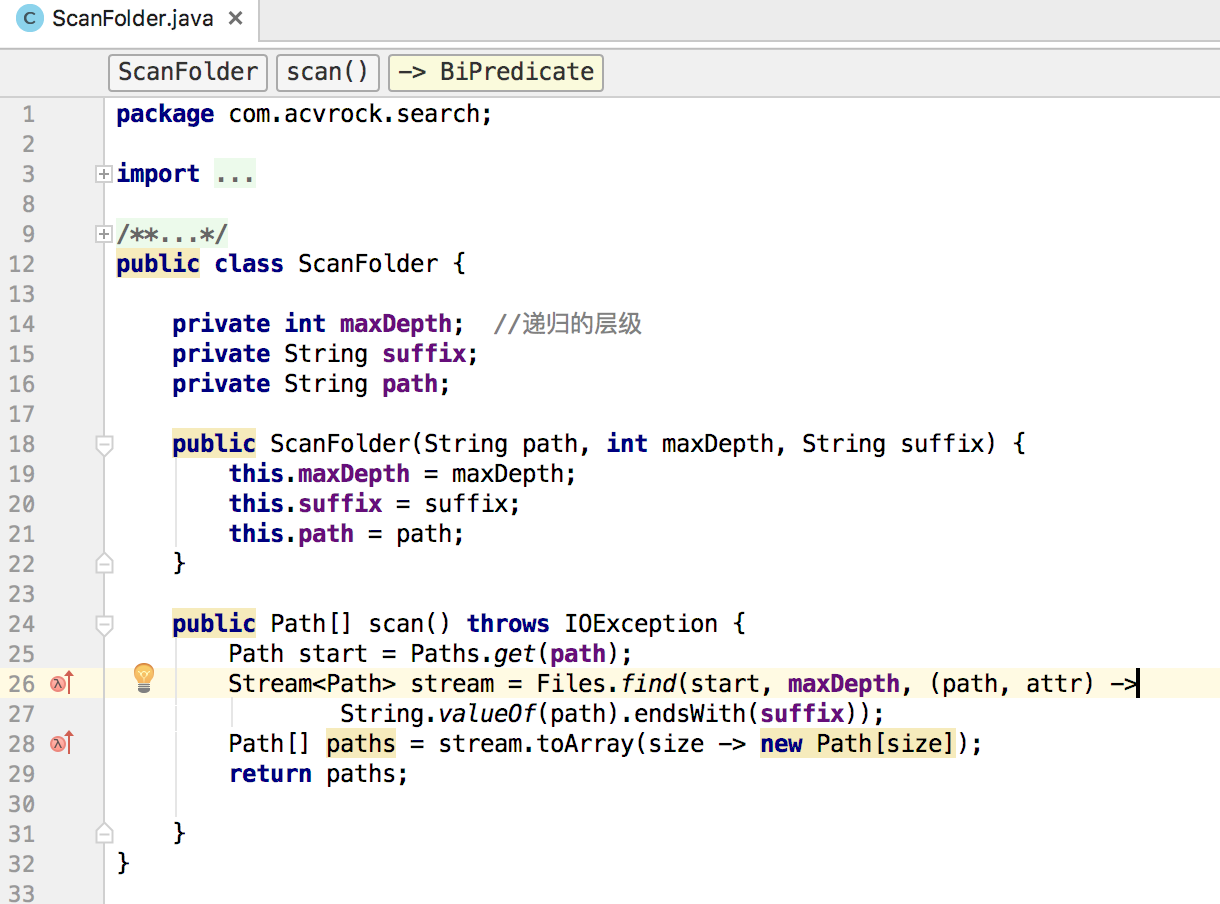 C ScanFolder.java ×
ScanFolder scan() -> BiPredicate
1 package com.acvrock.search;
2
3 import ...
8
9 /**...*/
12 public class ScanFolder {
13
14 private int maxDepth; //递归的层级
15 private String suffix;
16 private String path;
17
18 public ScanFolder(String path, int maxDepth, String suffix) {
19 this.maxDepth = maxDepth;
20 this.suffix = suffix;
21 this.path = path;
22 }
23
24 public Path[] scan() throws IOException {
25 Path start = Paths.get(path);
26 λ Stream<Path> stream = Files.find(start, maxDepth, (path, attr) ->
27 String.valueOf(path).endsWith(suffix));
28 λ Path[] paths = stream.toArray(size -> new Path[size]);
29 return paths;
30
31 }
32 }
33